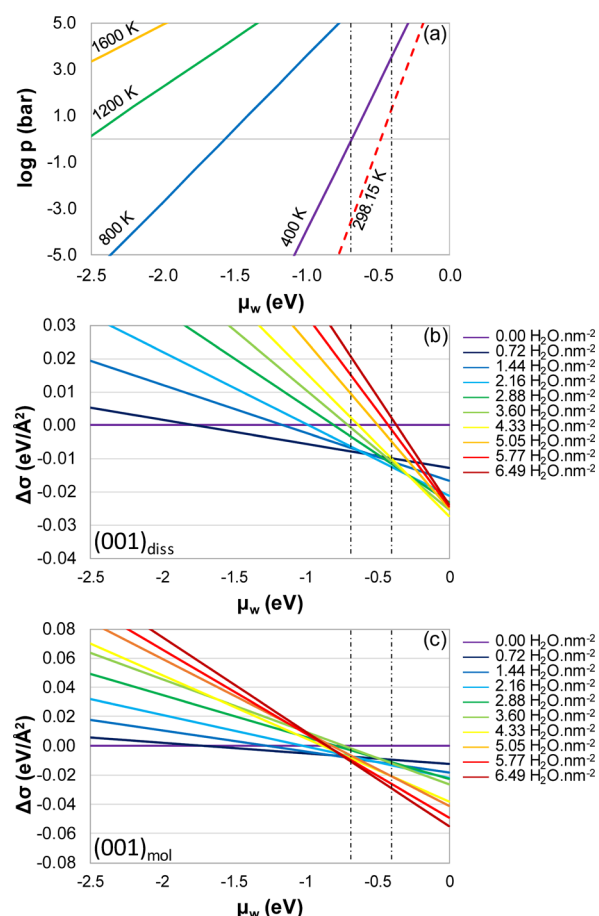 (a)
5.0
3.0
1.0
-1.0
-3.0
-5.0
log p (bar)
1600 K
1200 K
800 K
400 K
298.15 K
-2.5 -2.0 -1.5 -1.0 -0.5 0.0
μw (eV)
(b)
0.03
0.02
0.01
0.00
-0.01
-0.02
-0.03
-0.04
Δσ (eV/Å²)
(001)diss
-2.5 -2 -1.5 -1 -0.5 0
μw (eV)
0.00 H₂O.nm⁻²
0.72 H₂O.nm⁻²
1.44 H₂O.nm⁻²
2.16 H₂O.nm⁻²
2.88 H₂O.nm⁻²
3.60 H₂O.nm⁻²
4.33 H₂O.nm⁻²
5.05 H₂O.nm⁻²
5.77 H₂O.nm⁻²
6.49 H₂O.nm⁻²
(c)
0.08
0.06
0.04
0.02
0.00
-0.02
-0.04
-0.06
-0.08
Δσ (eV/Å²)
(001)mol
-2.5 -2 -1.5 -1 -0.5 0
μw (eV)
0.00 H₂O.nm⁻²
0.72 H₂O.nm⁻²
1.44 H₂O.nm⁻²
2.16 H₂O.nm⁻²
2.88 H₂O.nm⁻²
3.60 H₂O.nm⁻²
4.33 H₂O.nm⁻²
5.05 H₂O.nm⁻²
5.77 H₂O.nm⁻²
6.49 H₂O.nm⁻²